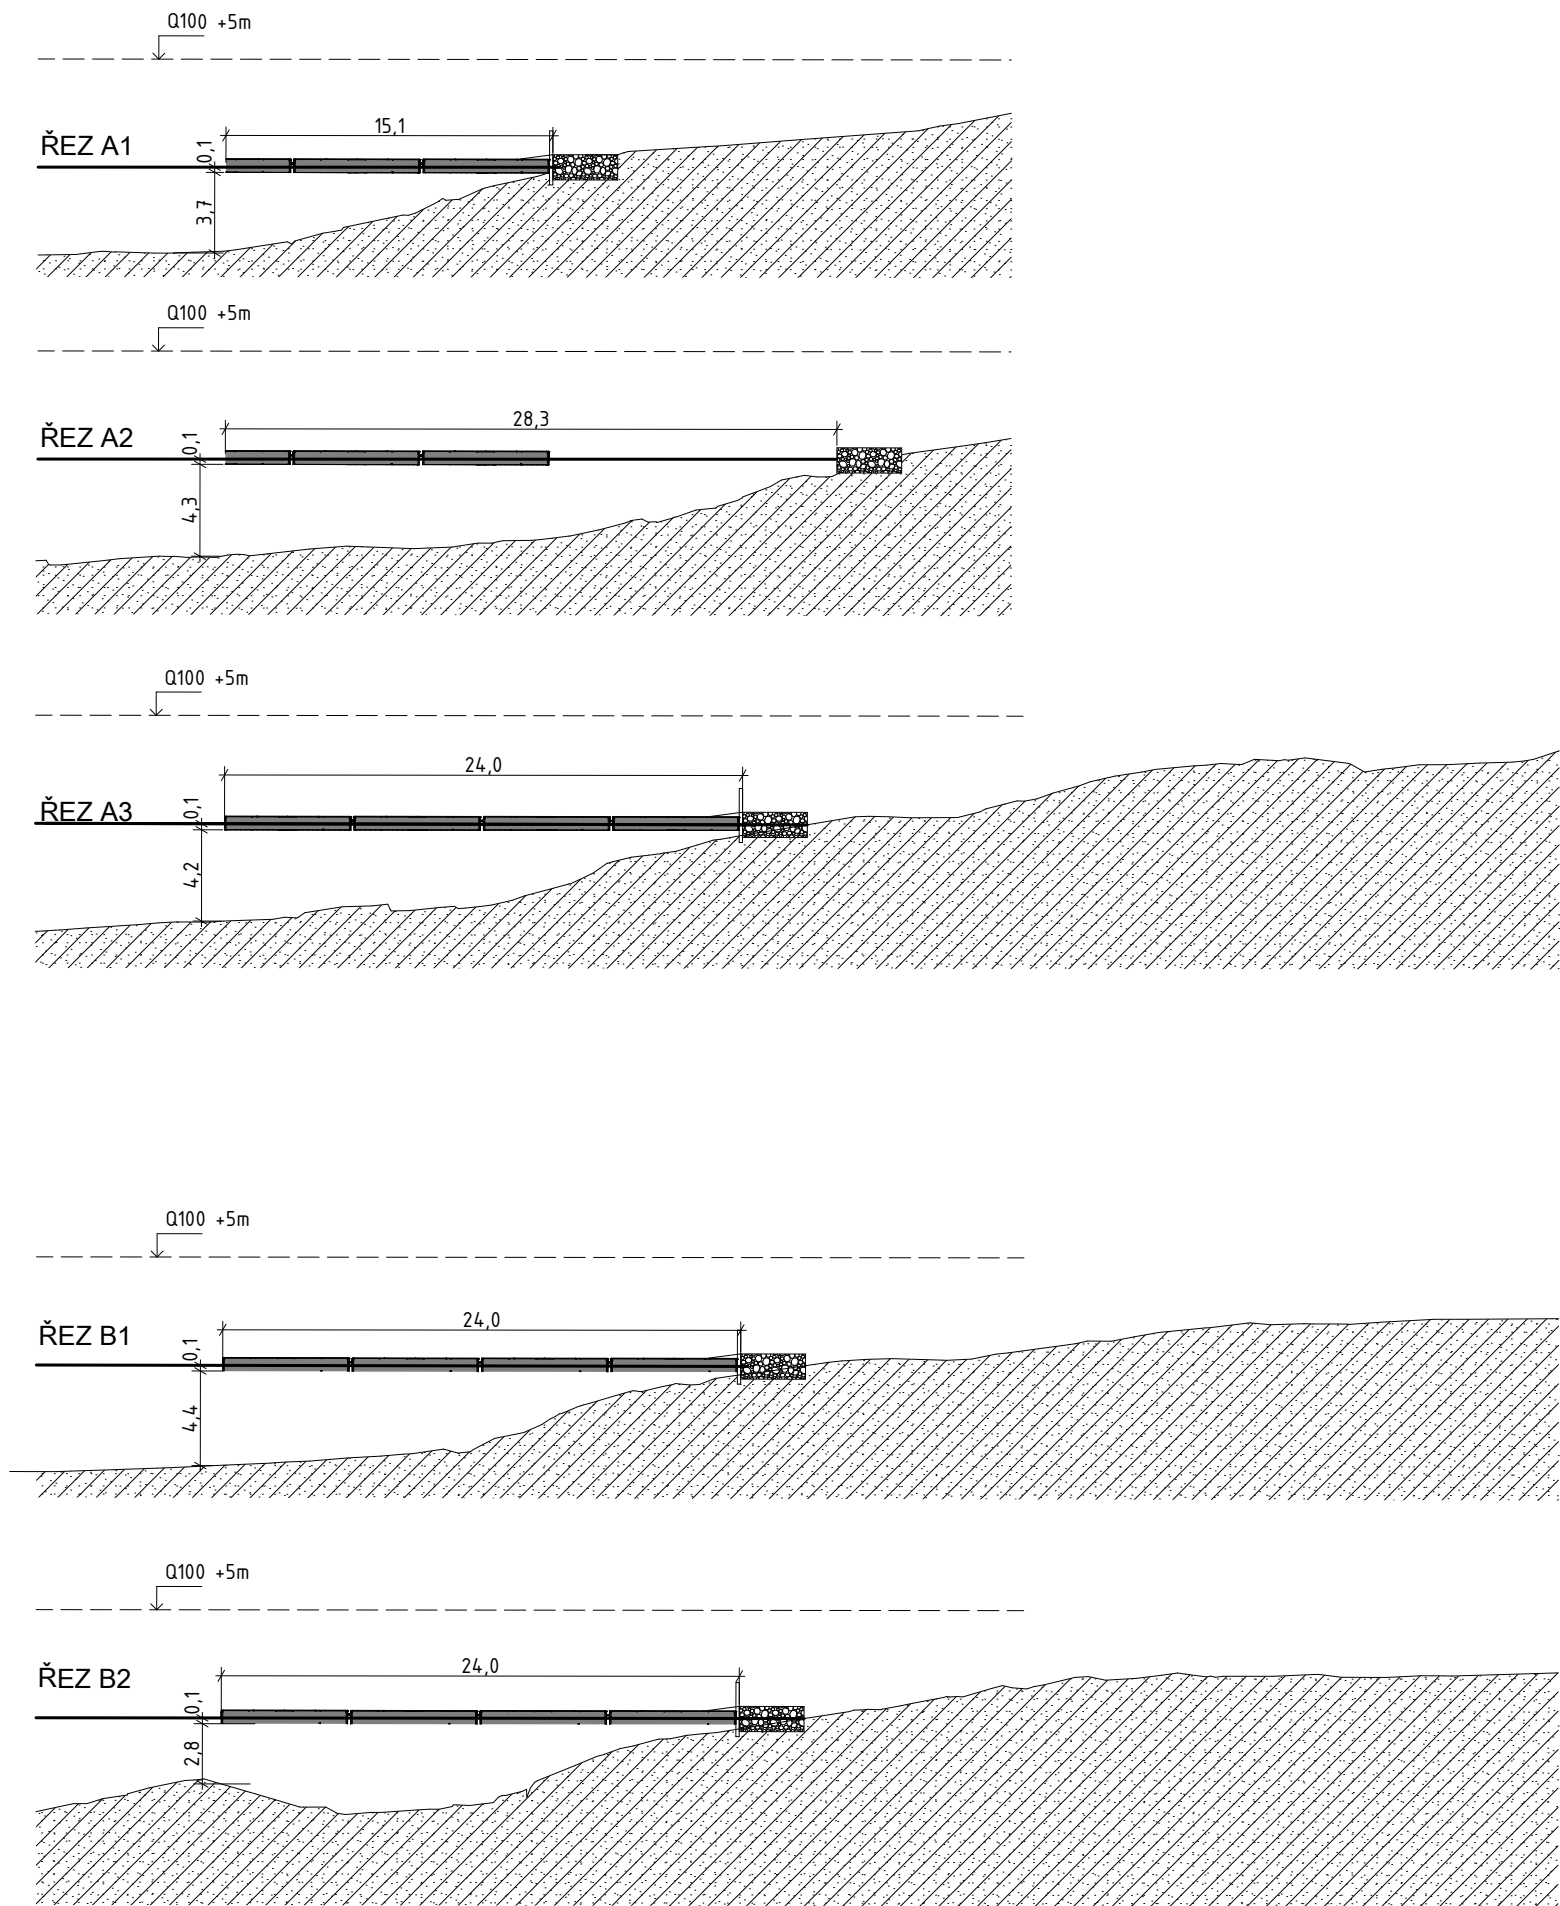 Q100 +5m
15,1
ŘEZ A1
0,1
3,7
Q100 +5m
28,3
ŘEZ A2
0,1
4,3
Q100 +5m
24,0
ŘEZ A3
0,1
4,2
Q100 +5m
24,0
ŘEZ B1
0,1
4,4
Q100 +5m
24,0
ŘEZ B2
0,1
2,8